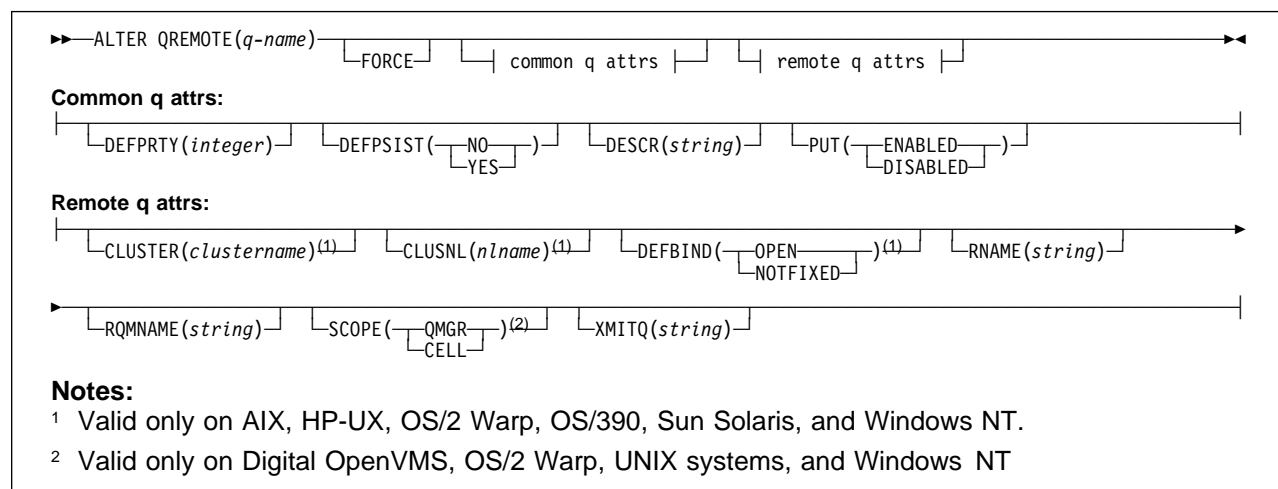 ALTER QREMOTE(q-name) FORCE common q attrs remote q attrs
Common q attrs:
DEFPRTY(integer) DEFPSIST( NO ) DESCR(string) PUT( ENABLED )
YES DISABLED
Remote q attrs:
CLUSTER(clustername)(1) CLUSNL(nlname)(1) DEFBIND( OPEN )(1) RNAME(string)
NOTFIXED
RQMNAME(string) SCOPE( QMGR )(2) XMITQ(string)
CELL
Notes:
1 Valid only on AIX, HP-UX, OS/2 Warp, OS/390, Sun Solaris, and Windows NT.
2 Valid only on Digital OpenVMS, OS/2 Warp, UNIX systems, and Windows NT